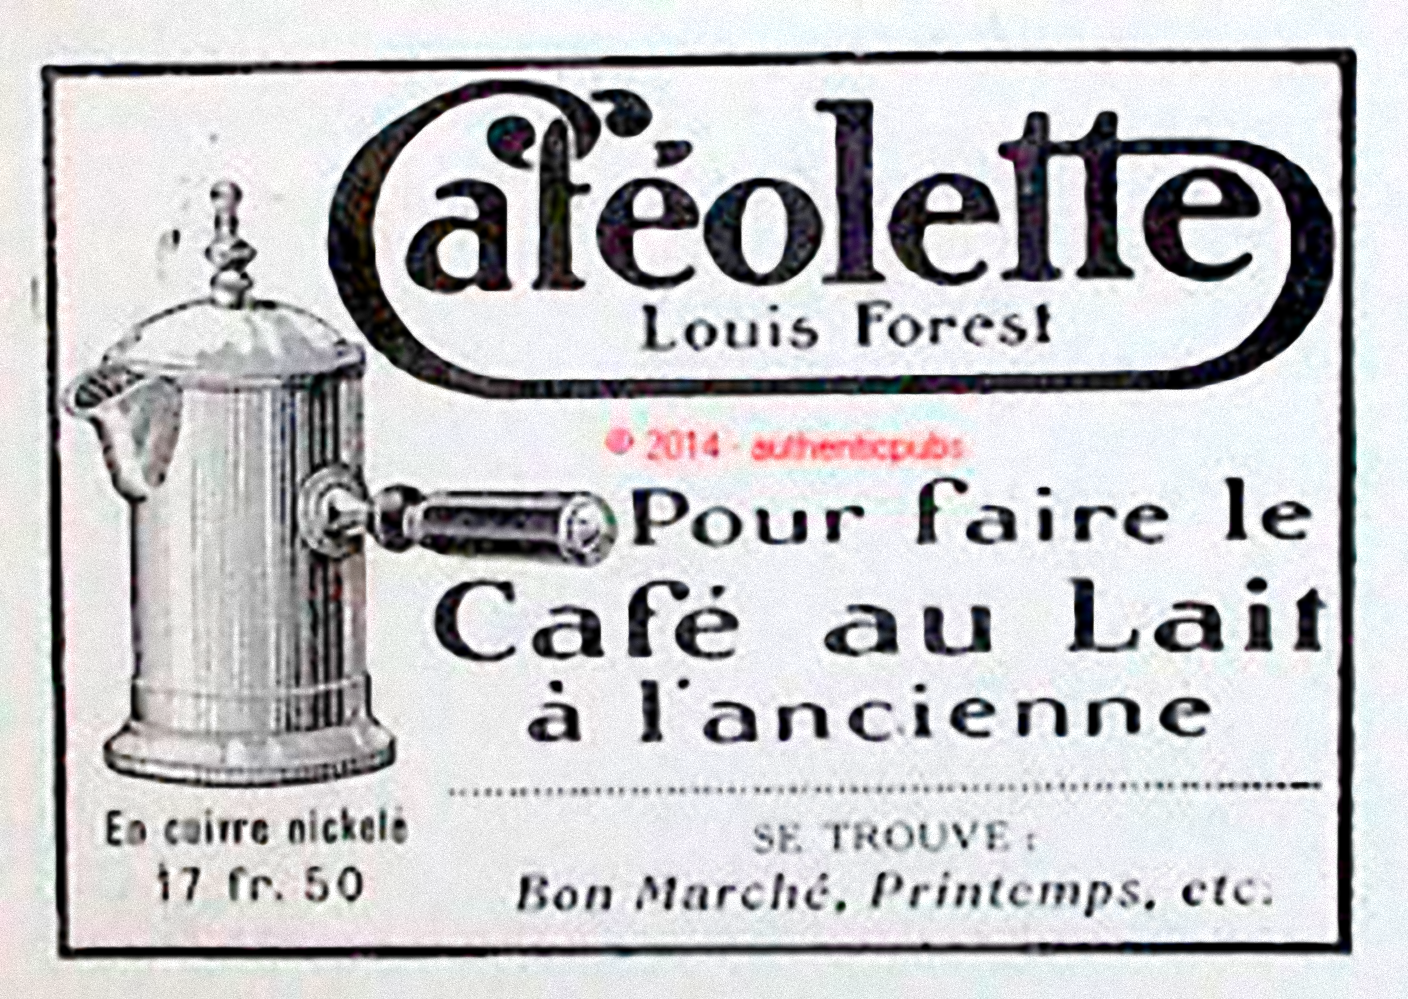 Caféolette
Louis Forest
© 2014 - authenticpubs
Pour faire le
Café au Lait
à l'ancienne
En cuivre nickelé
17 fr. 50
SE TROUVE :
Bon Marché, Printemps, etc.